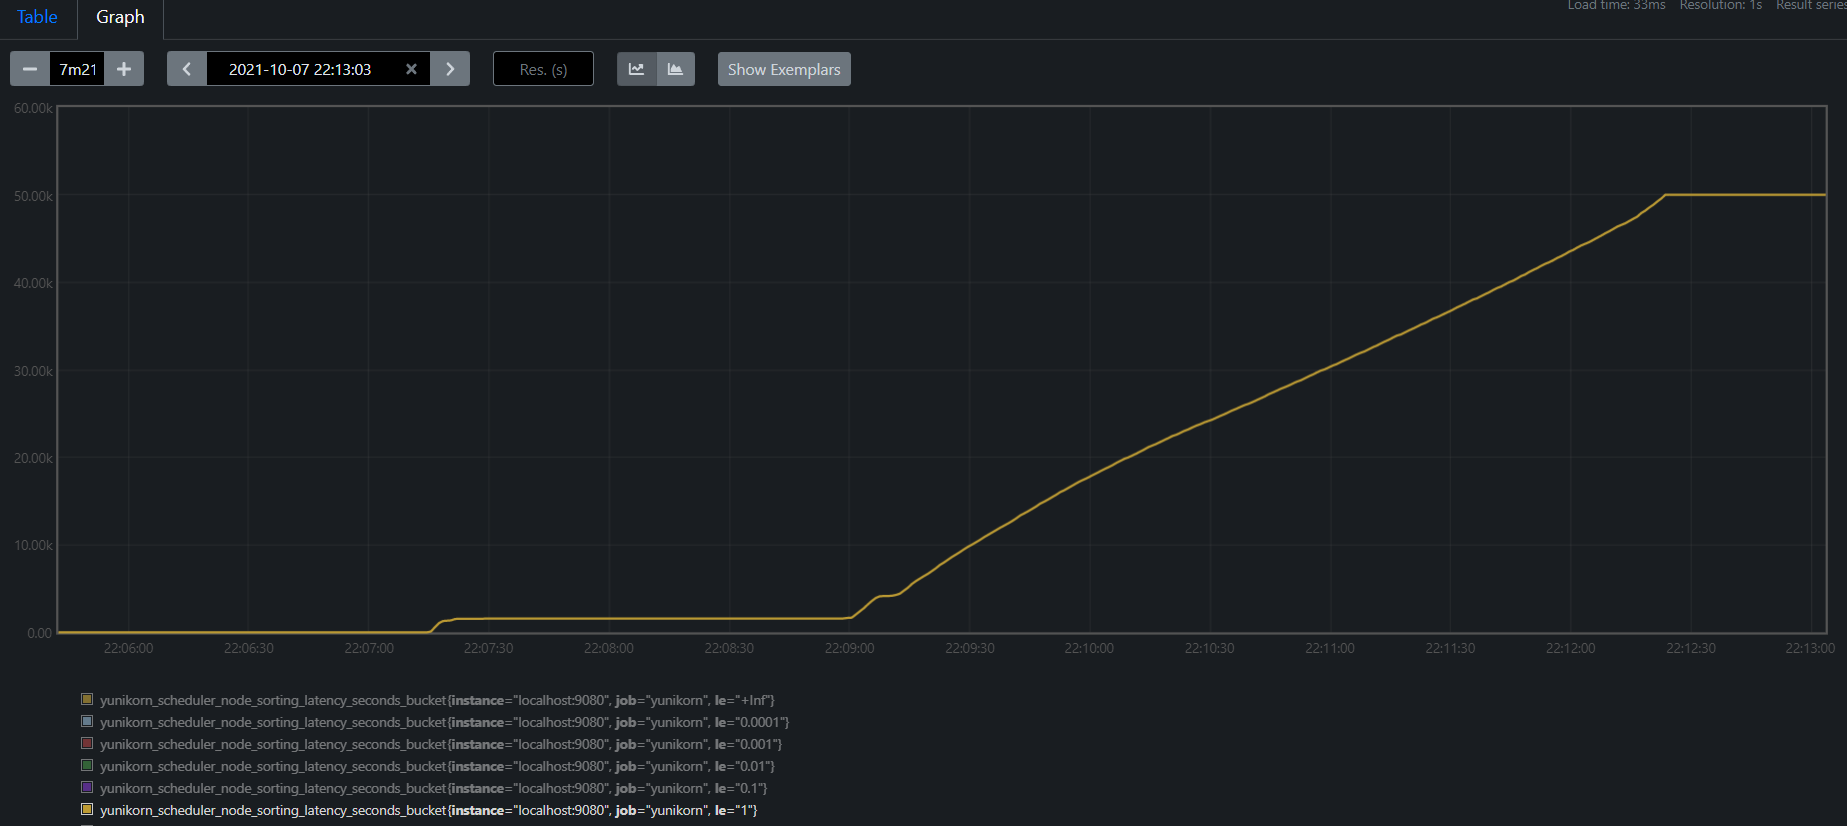 Table Graph Load time: 33ms Resolution: 1s Result series
7m21 2021-10-07 22:13:03 Res. (s) Show Exemplars
60.00k
50.00k
40.00k
30.00k
20.00k
10.00k
0.00
22:06:00 22:06:30 22:07:00 22:07:30 22:08:00 22:08:30 22:09:00 22:09:30 22:10:00 22:10:30 22:11:00 22:11:30 22:12:00 22:12:30 22:13:00
yunikorn_scheduler_node_sorting_latency_seconds_bucket{instance="localhost:9080", job="yunikorn", le="+Inf"}
yunikorn_scheduler_node_sorting_latency_seconds_bucket{instance="localhost:9080", job="yunikorn", le="0.0001"}
yunikorn_scheduler_node_sorting_latency_seconds_bucket{instance="localhost:9080", job="yunikorn", le="0.001"}
yunikorn_scheduler_node_sorting_latency_seconds_bucket{instance="localhost:9080", job="yunikorn", le="0.01"}
yunikorn_scheduler_node_sorting_latency_seconds_bucket{instance="localhost:9080", job="yunikorn", le="0.1"}
yunikorn_scheduler_node_sorting_latency_seconds_bucket{instance="localhost:9080", job="yunikorn", le="1"}